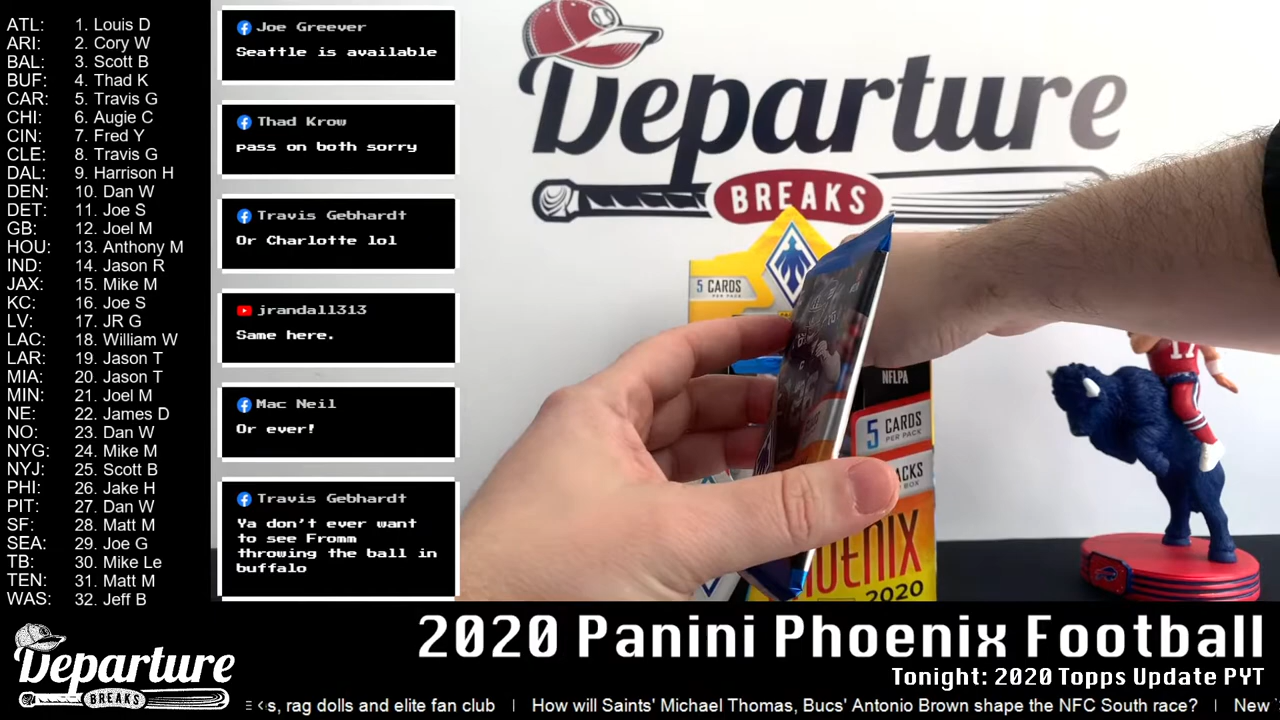 ATL: 1. Louis D
ARI: 2. Cory W
BAL: 3. Scott B
BUF: 4. Thad K
CAR: 5. Travis G
CHI: 6. Augie C
CIN: 7. Fred Y
CLE: 8. Travis G
DAL: 9. Harrison H
DEN: 10. Dan W
DET: 11. Joe S
GB: 12. Joel M
HOU: 13. Anthony M
IND: 14. Jason R
JAX: 15. Mike M
KC: 16. Joe S
LV: 17. JR G
LAC: 18. William W
LAR: 19. Jason T
MIA: 20. Jason T
MIN: 21. Joel M
NE: 22. James D
NO: 23. Dan W
NYG: 24. Mike M
NYJ: 25. Scott B
PHI: 26. Jake H
PIT: 27. Dan W
SF: 28. Matt M
SEA: 29. Joe G
TB: 30. Mike Le
TEN: 31. Matt M
WAS: 32. Jeff B
Joe Greever
Seattle is available
Thad Krow
pass on both sorry
Travis Gebhardt
Or Charlotte lol
jrandall313
Same here.
Mac Neil
Or ever!
Travis Gebhardt
Ya don't ever want
to see Fromm
throwing the ball in
buffalo
Departure
BREAKS
5 CARDS
PER PACK
NFLPA
5 CARDS
PER PACK
ACKS
BOX
OENIX
2020
17
2020 Panini Phoenix Football
Tonight: 2020 Topps Update PYT
Departure
BREAKS
s, rag dolls and elite fan club | How will Saints' Michael Thomas, Bucs' Antonio Brown shape the NFC South race? | New